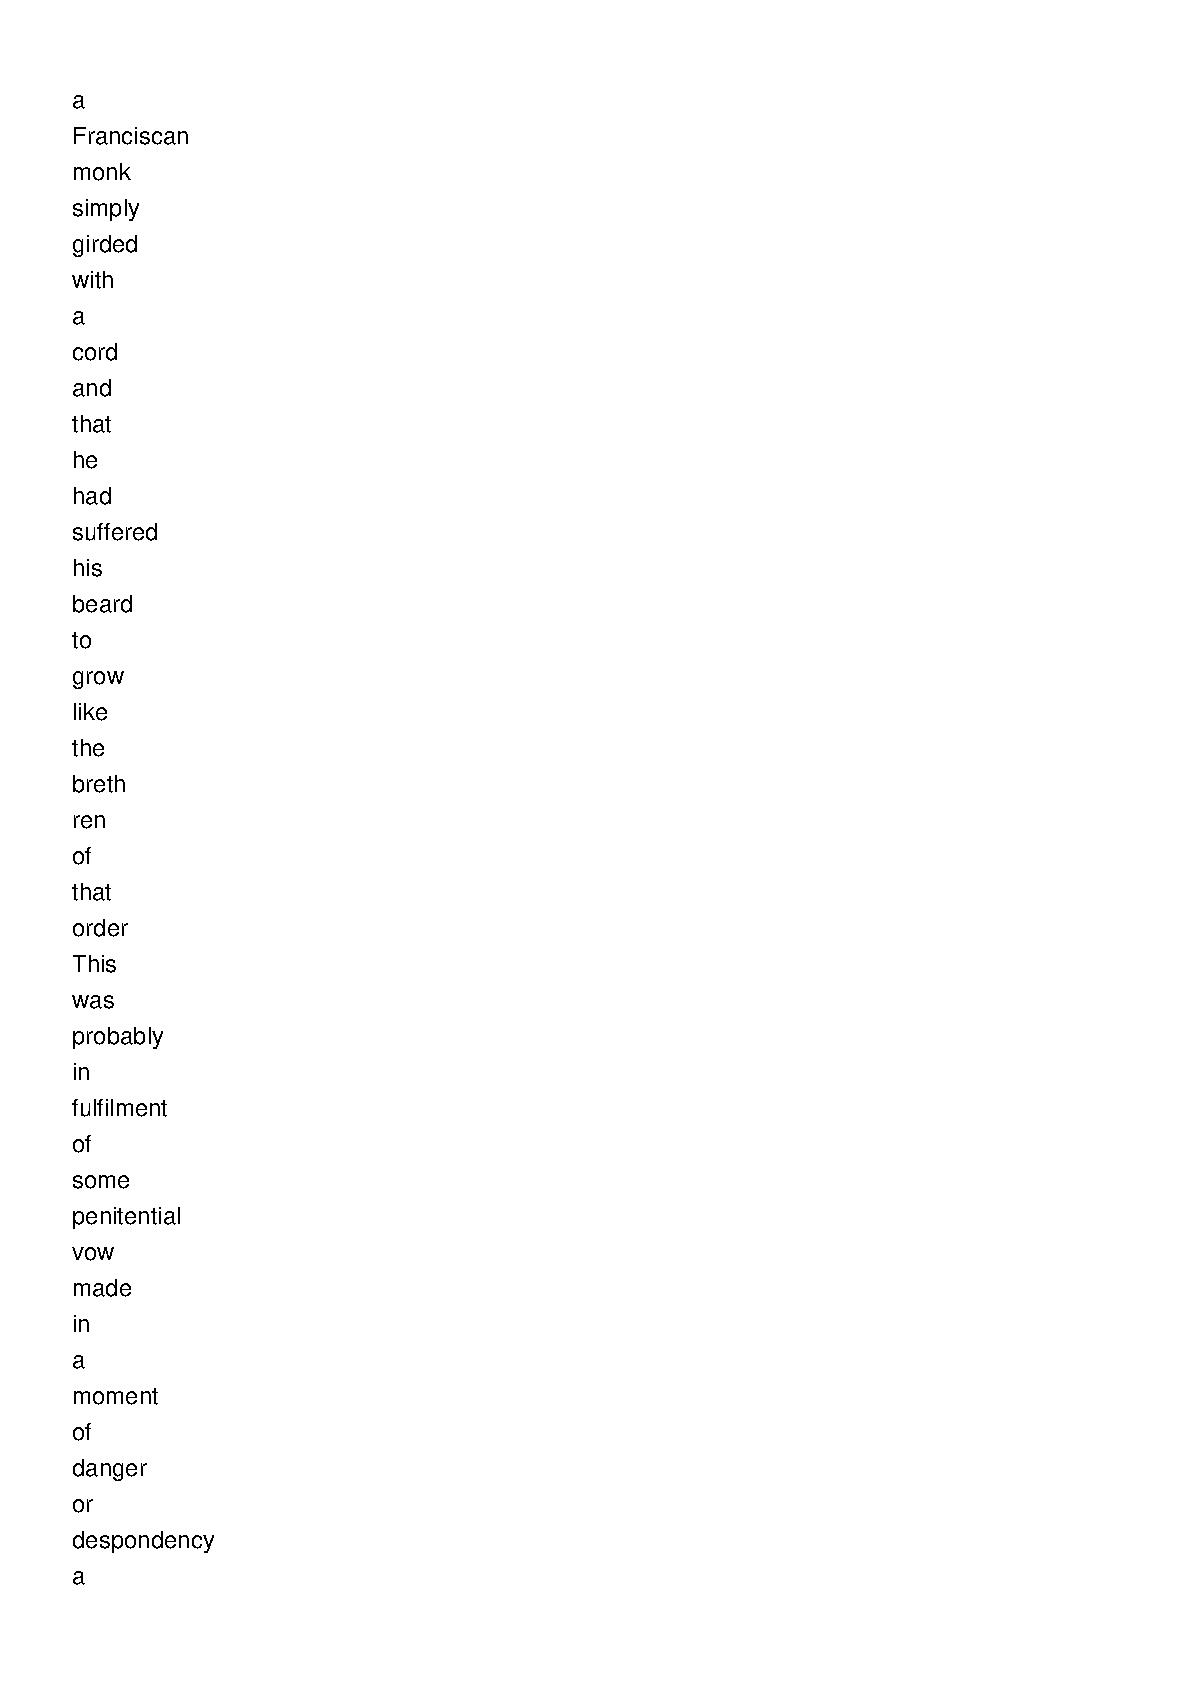 a
Franciscan
monk
simply
girded
with
a
cord
and
that
he
had
suffered
his
beard
to
grow
like
the
breth
ren
of
that
order
This
was
probably
in
fulfilment
of
some
penitential
vow
made
in
a
moment
of
danger
or
despondency
a